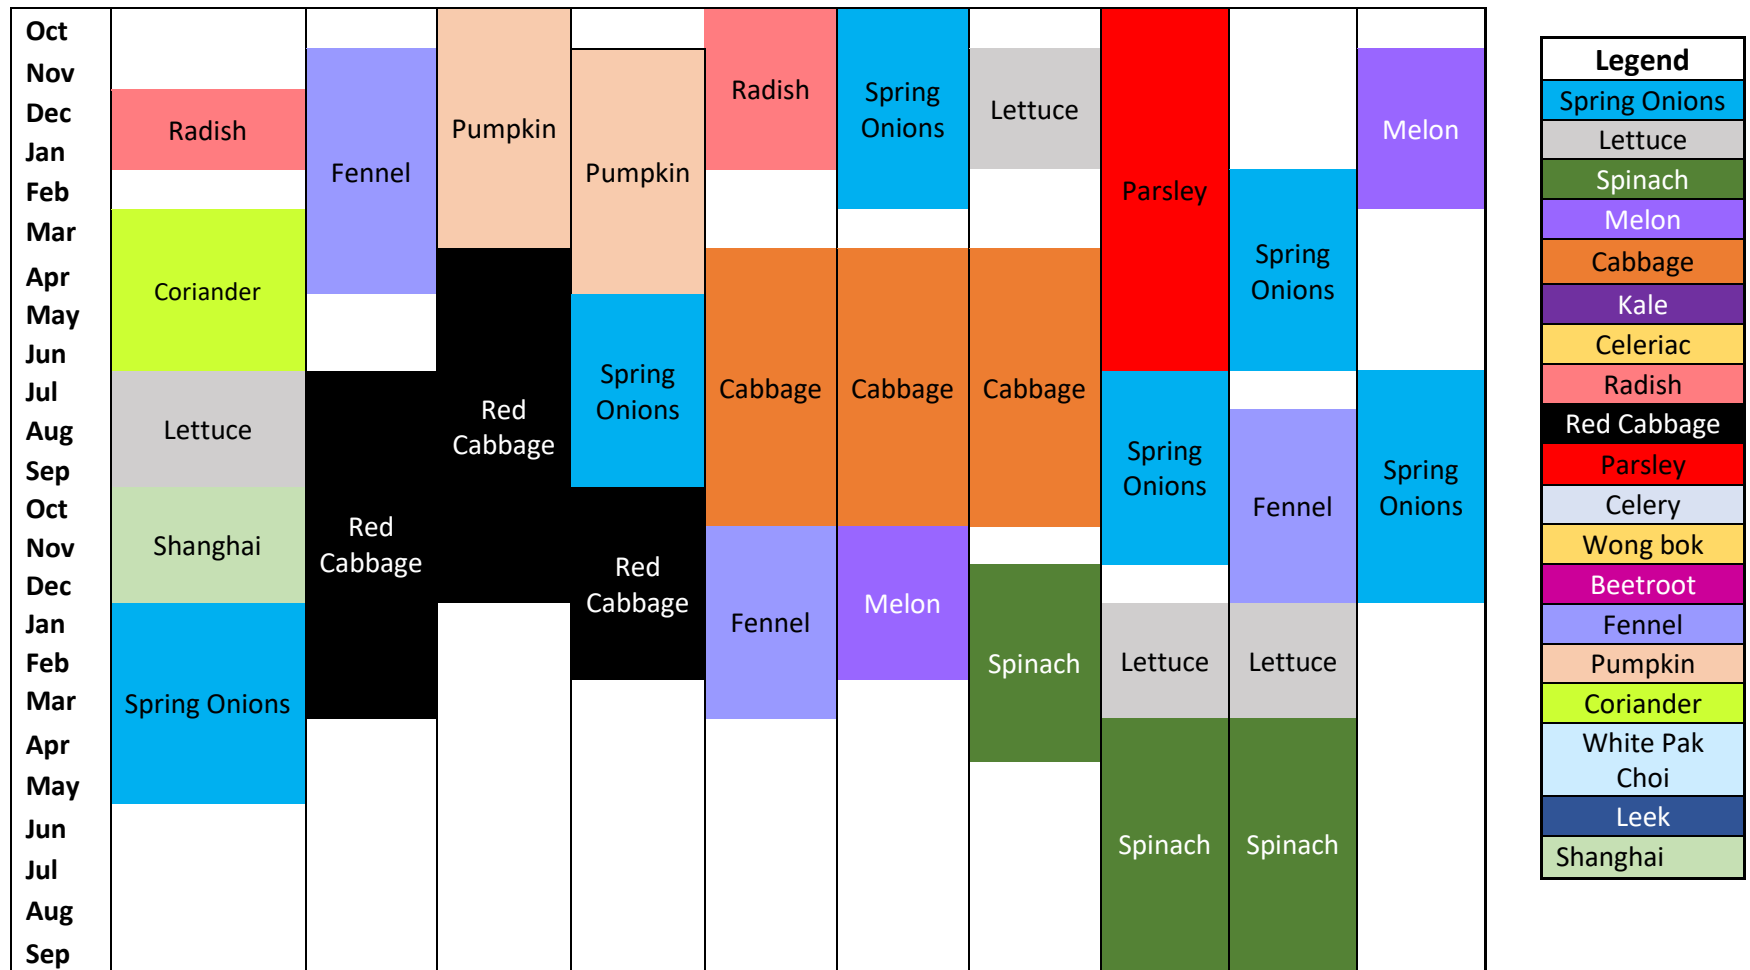 Oct
Nov
Dec
Jan
Feb
Mar
Apr
May
Jun
Jul
Aug
Sep
Oct
Nov
Dec
Jan
Feb
Mar
Apr
May
Jun
Jul
Aug
Sep
Radish
Coriander
Lettuce
Shanghai
Spring Onions
Fennel
Red
Cabbage
Pumpkin
Red
Cabbage
Pumpkin
Spring
Onions
Red
Cabbage
Radish
Cabbage
Fennel
Spring
Onions
Cabbage
Melon
Lettuce
Cabbage
Spinach
Parsley
Spring
Onions
Lettuce
Spinach
Spring
Onions
Fennel
Lettuce
Spinach
Melon
Spring
Onions
Legend
Spring Onions
Lettuce
Spinach
Melon
Cabbage
Kale
Celeriac
Radish
Red Cabbage
Parsley
Celery
Wong bok
Beetroot
Fennel
Pumpkin
Coriander
White Pak
Choi
Leek
Shanghai